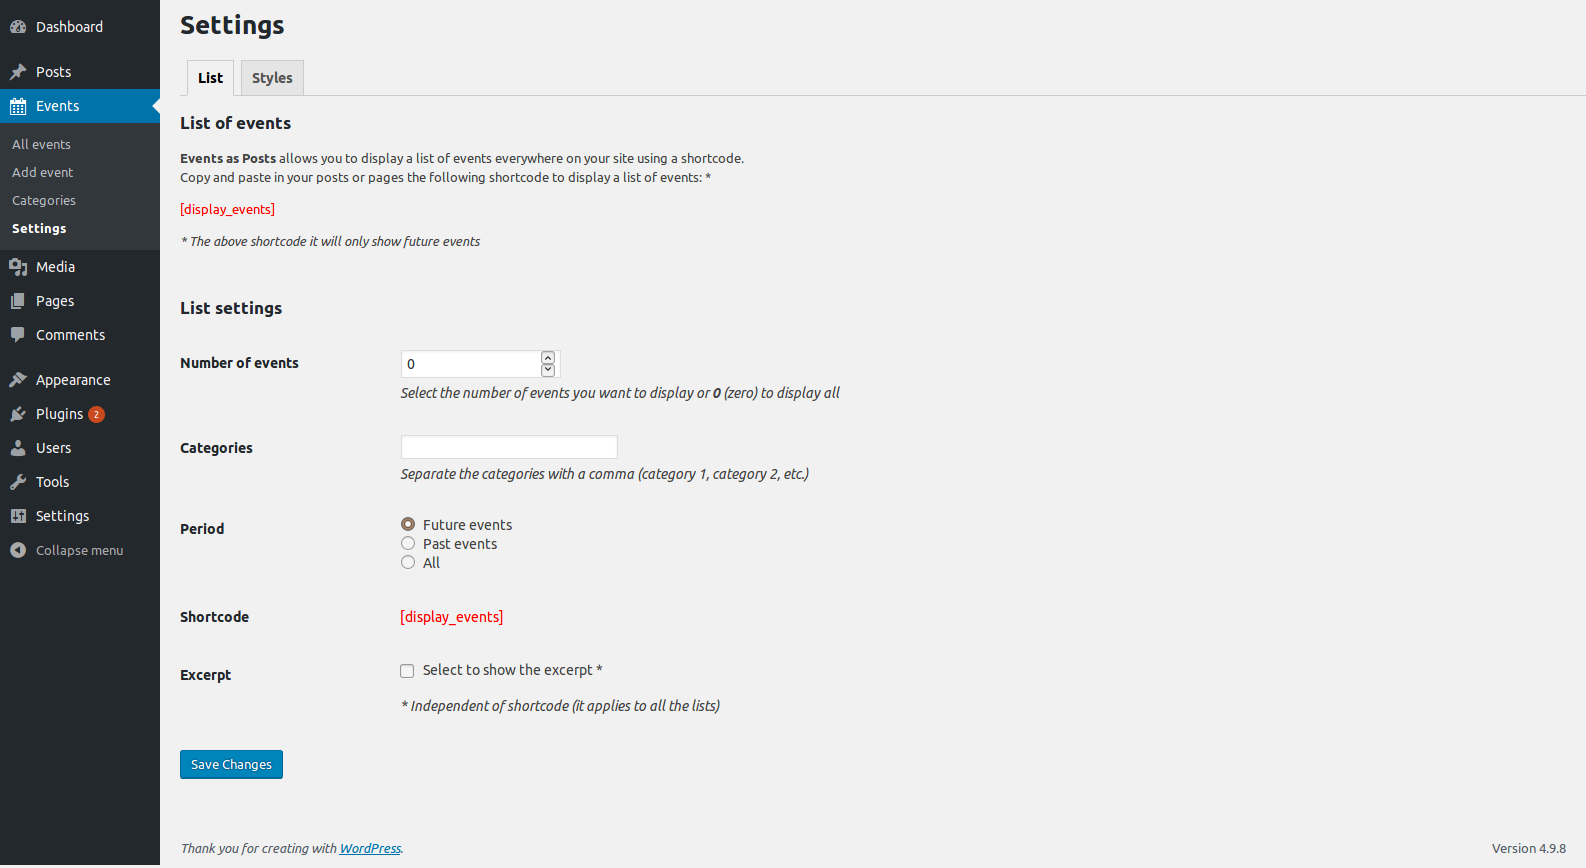 Dashboard
Posts
Events
All events
Add event
Categories
Settings
Media
Pages
Comments
Appearance
Plugins 2
Users
Tools
Settings
Collapse menu
Settings
List Styles
List of events
Events as Posts allows you to display a list of events everywhere on your site using a shortcode.
Copy and paste in your posts or pages the following shortcode to display a list of events: *
[display_events]
* The above shortcode it will only show future events
List settings
Number of events 0
Select the number of events you want to display or 0 (zero) to display all
Categories
Separate the categories with a comma (category 1, category 2, etc.)
Period Future events
Past events
All
Shortcode [display_events]
Excerpt Select to show the excerpt *
* Independent of shortcode (it applies to all the lists)
Save Changes
Thank you for creating with WordPress. Version 4.9.8